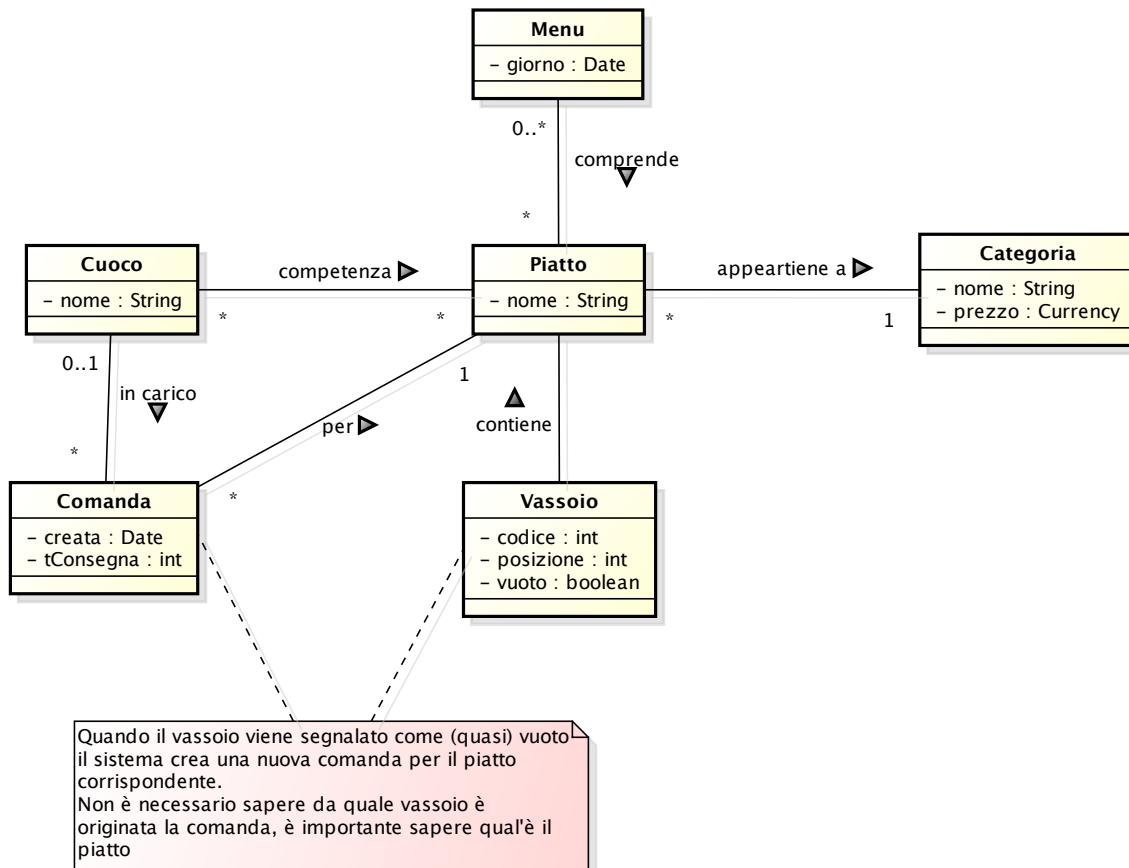 Menu
– giorno : Date
0..*
comprende
*
Cuoco
– nome : String
competenza
*
*
Piatto
– nome : String
appeartiene a
*
1
Categoria
– nome : String
– prezzo : Currency
0..1
in carico
*
1
per
*
contiene
Comanda
– creata : Date
– tConsegna : int
Vassoio
– codice : int
– posizione : int
– vuoto : boolean
Quando il vassoio viene segnalato come (quasi) vuoto
il sistema crea una nuova comanda per il piatto
corrispondente.
Non è necessario sapere da quale vassoio è
originata la comanda, è importante sapere qual'è il
piatto